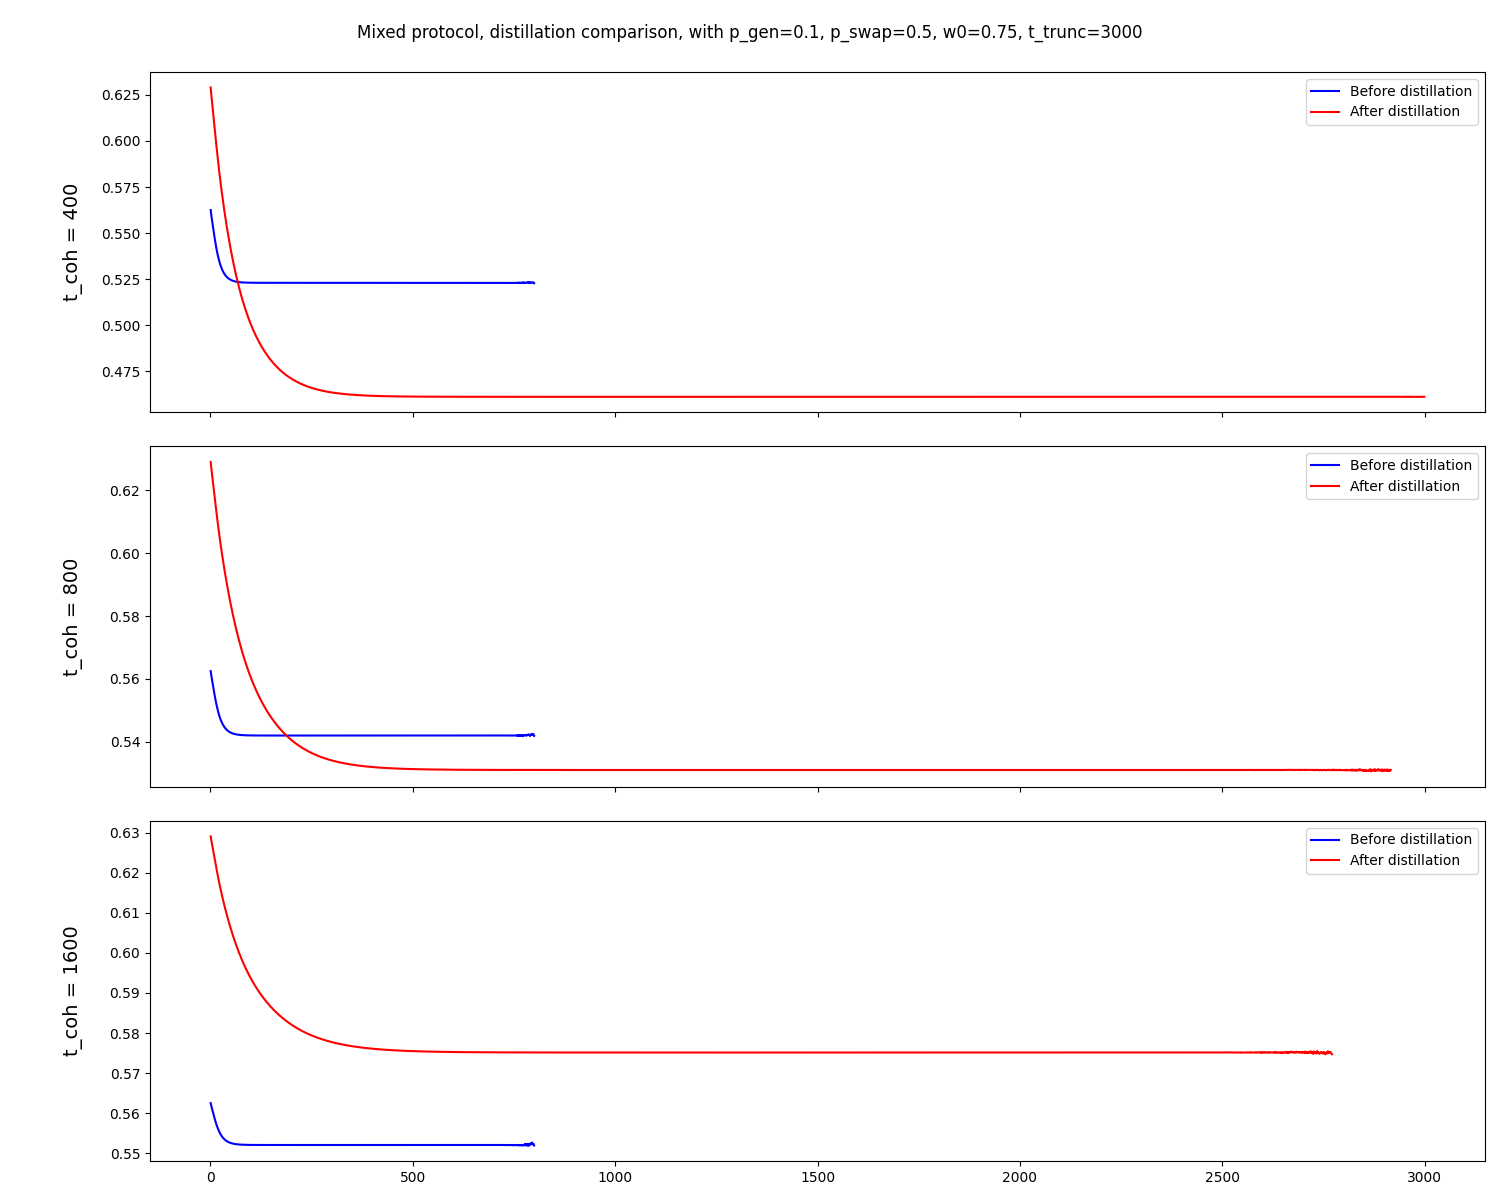 Mixed protocol, distillation comparison, with p_gen=0.1, p_swap=0.5, w0=0.75, t_trunc=3000
t_coh = 400
0.625
0.600
0.575
0.550
0.525
0.500
0.475
Before distillation
After distillation
t_coh = 800
0.62
0.60
0.58
0.56
0.54
Before distillation
After distillation
t_coh = 1600
0.63
0.62
0.61
0.60
0.59
0.58
0.57
0.56
0.55
Before distillation
After distillation
0 500 1000 1500 2000 2500 3000